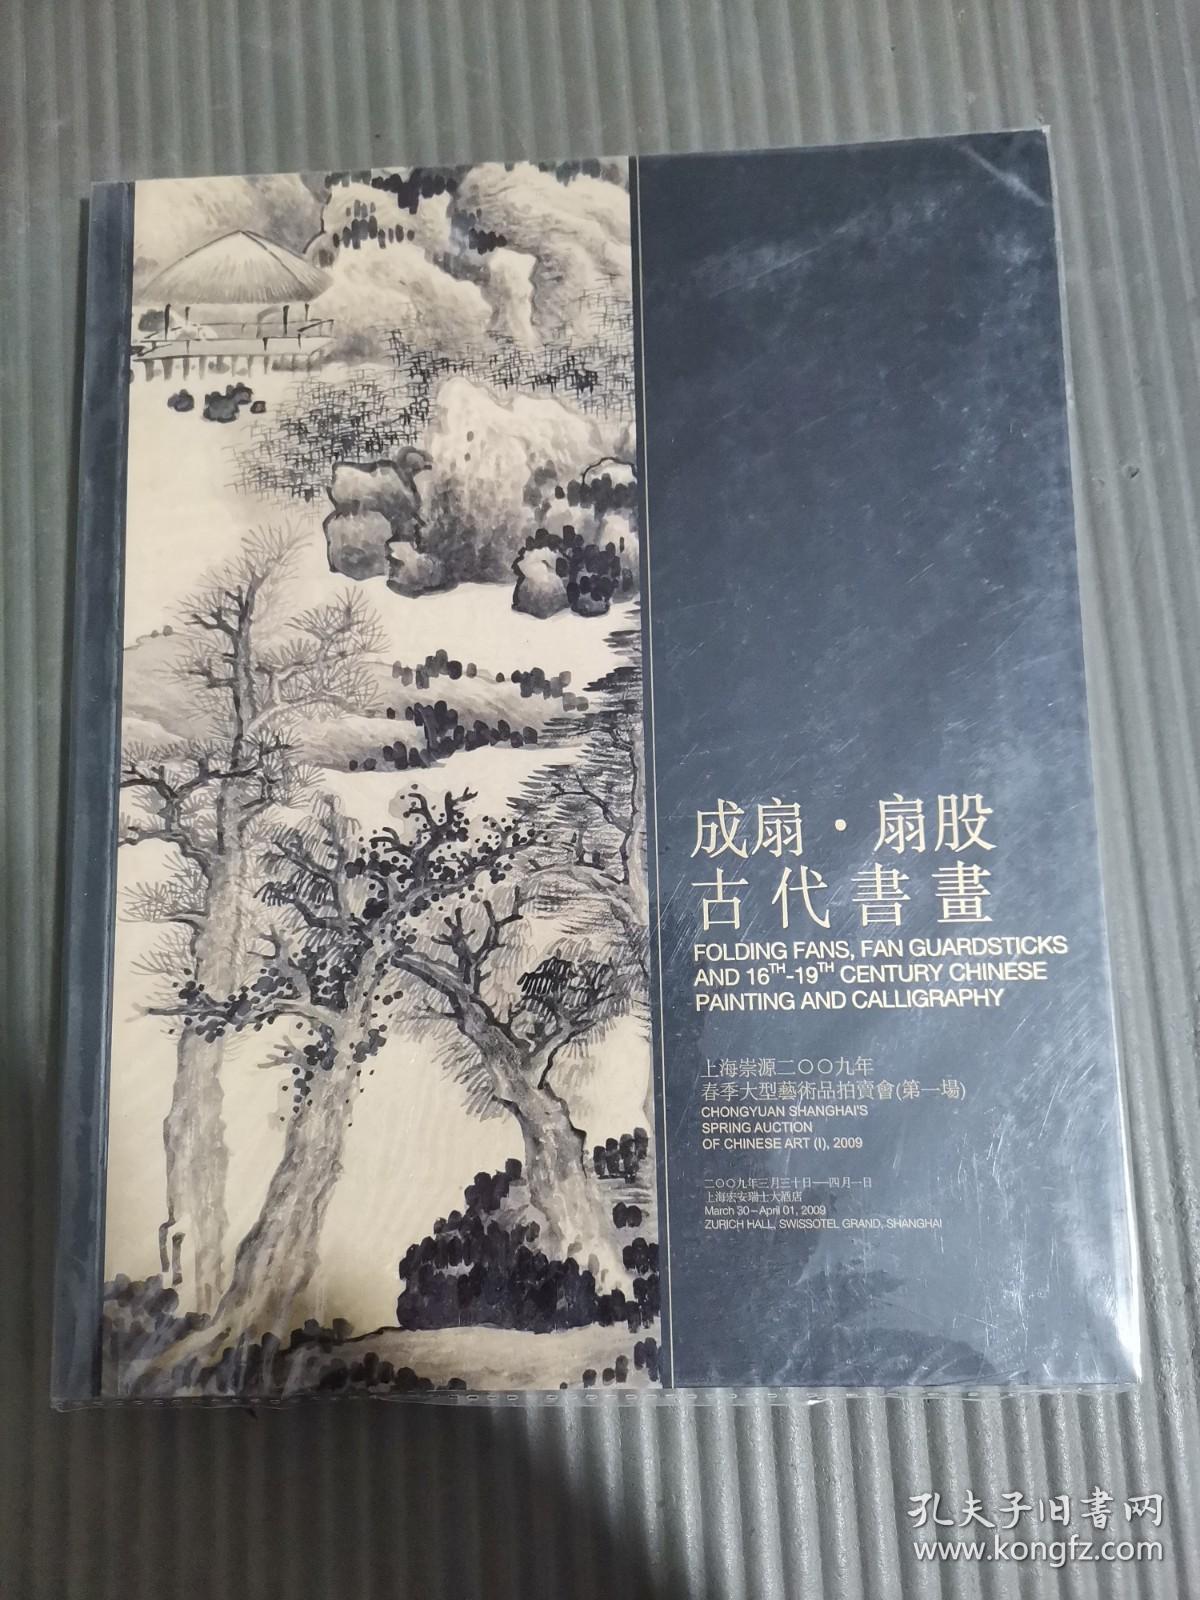 成扇·扇股
古代書畫
FOLDING FANS, FAN GUARDSTICKS
AND 16TH-19TH CENTURY CHINESE
PAINTING AND CALLIGRAPHY
上海崇源二〇〇九年
春季大型藝術品拍賣會(第一場)
CHONGYUAN SHANGHAI'S
SPRING AUCTION
OF CHINESE ART (I), 2009
二〇〇九年三月三十日—四月一日
上海宏安瑞士大酒店
March 30 – April 01, 2009
ZURICH HALL, SWISSOTEL GRAND, SHANGHAI
孔夫子旧書网
www.kongfz.com